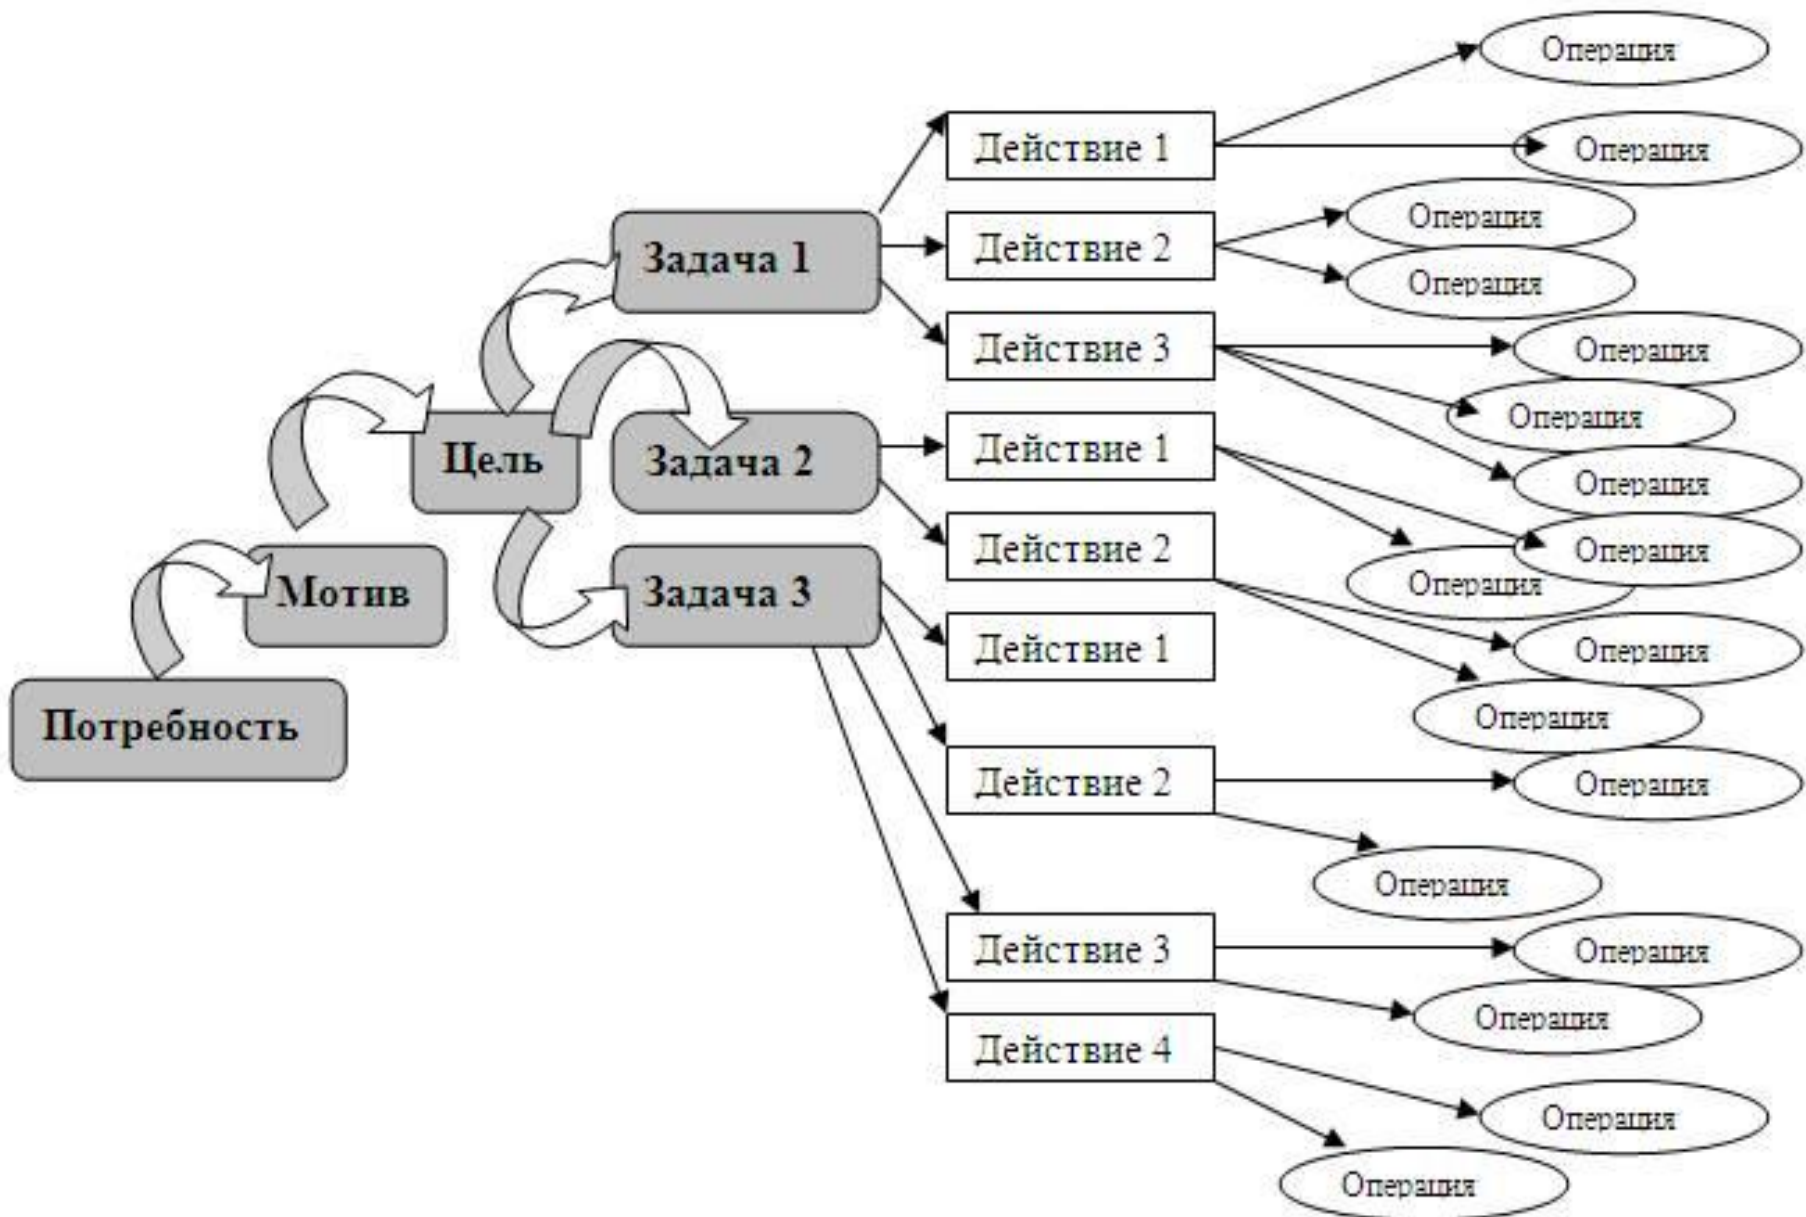 Операция
Действие 1
Операция
Операция
Задача 1
Действие 2
Операция
Действие 3
Операция
Операция
Цель
Задача 2
Действие 1
Операция
Действие 2
Операция
Операция
Мотив
Задача 3
Действие 1
Операция
Потребность
Операция
Действие 2
Операция
Операция
Действие 3
Операция
Операция
Действие 4
Операция
Операция